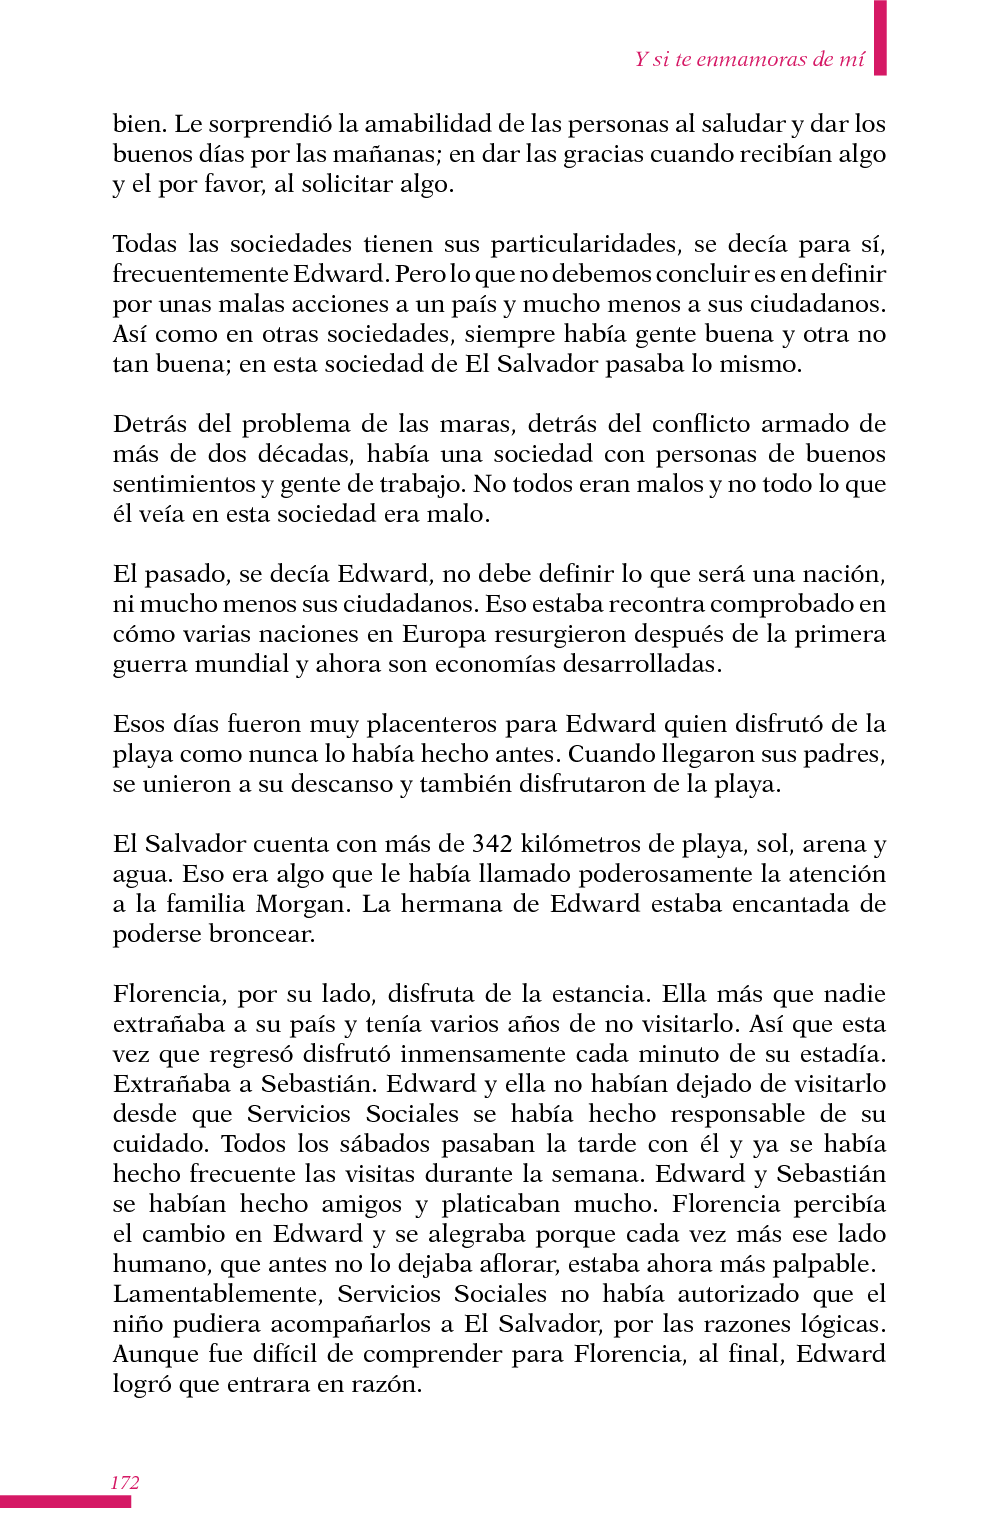 Y si te enmamoras de mí
bien. Le sorprendió la amabilidad de las personas al saludar y dar los
buenos días por las mañanas; en dar las gracias cuando recibían algo
y el por favor, al solicitar algo.
Todas las sociedades tienen sus particularidades, se decía para sí,
frecuentemente Edward. Pero lo que no debemos concluir es en definir
por unas malas acciones a un país y mucho menos a sus ciudadanos.
Así como en otras sociedades, siempre había gente buena y otra no
tan buena; en esta sociedad de El Salvador pasaba lo mismo.
Detrás del problema de las maras, detrás del conflicto armado de
más de dos décadas, había una sociedad con personas de buenos
sentimientos y gente de trabajo. No todos eran malos y no todo lo que
él veía en esta sociedad era malo.
El pasado, se decía Edward, no debe definir lo que será una nación,
ni mucho menos sus ciudadanos. Eso estaba recontra comprobado en
cómo varias naciones en Europa resurgieron después de la primera
guerra mundial y ahora son economías desarrolladas.
Esos días fueron muy placenteros para Edward quien disfrutó de la
playa como nunca lo había hecho antes. Cuando llegaron sus padres,
se unieron a su descanso y también disfrutaron de la playa.
El Salvador cuenta con más de 342 kilómetros de playa, sol, arena y
agua. Eso era algo que le había llamado poderosamente la atención
a la familia Morgan. La hermana de Edward estaba encantada de
poderse broncear.
Florencia, por su lado, disfruta de la estancia. Ella más que nadie
extrañaba a su país y tenía varios años de no visitarlo. Así que esta
vez que regresó disfrutó inmensamente cada minuto de su estadía.
Extrañaba a Sebastián. Edward y ella no habían dejado de visitarlo
desde que Servicios Sociales se había hecho responsable de su
cuidado. Todos los sábados pasaban la tarde con él y ya se había
hecho frecuente las visitas durante la semana. Edward y Sebastián
se habían hecho amigos y platicaban mucho. Florencia percibía
el cambio en Edward y se alegraba porque cada vez más ese lado
humano, que antes no lo dejaba aflorar, estaba ahora más palpable.
Lamentablemente, Servicios Sociales no había autorizado que el
niño pudiera acompañarlos a El Salvador, por las razones lógicas.
Aunque fue difícil de comprender para Florencia, al final, Edward
logró que entrara en razón.
172